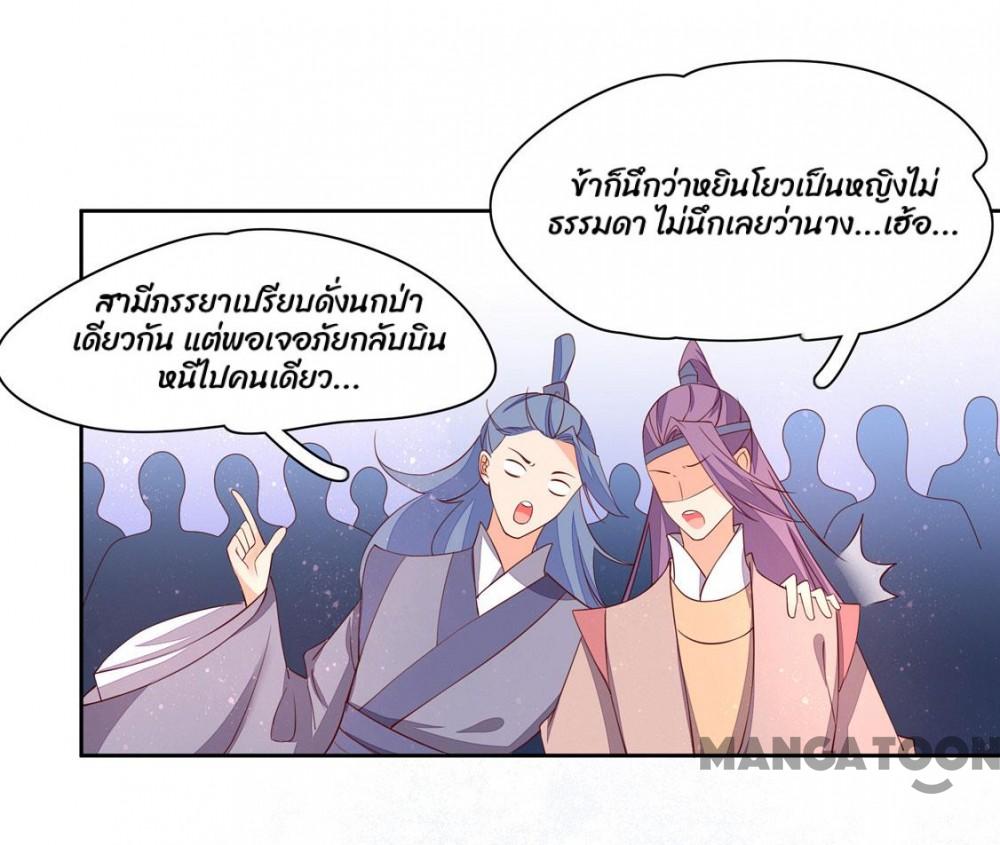 ข้าก็นึกว่าหยินโยวเป็นหญิงไม่
ธรรมดา ไม่นึกเลยว่านาง...เฮ้อ...
สามีภรรยาเปรียบดั่งนกป่า
เดียวกัน แต่พอเจอภัยกลับบิน
หนีไปคนเดียว...
MANGATOON